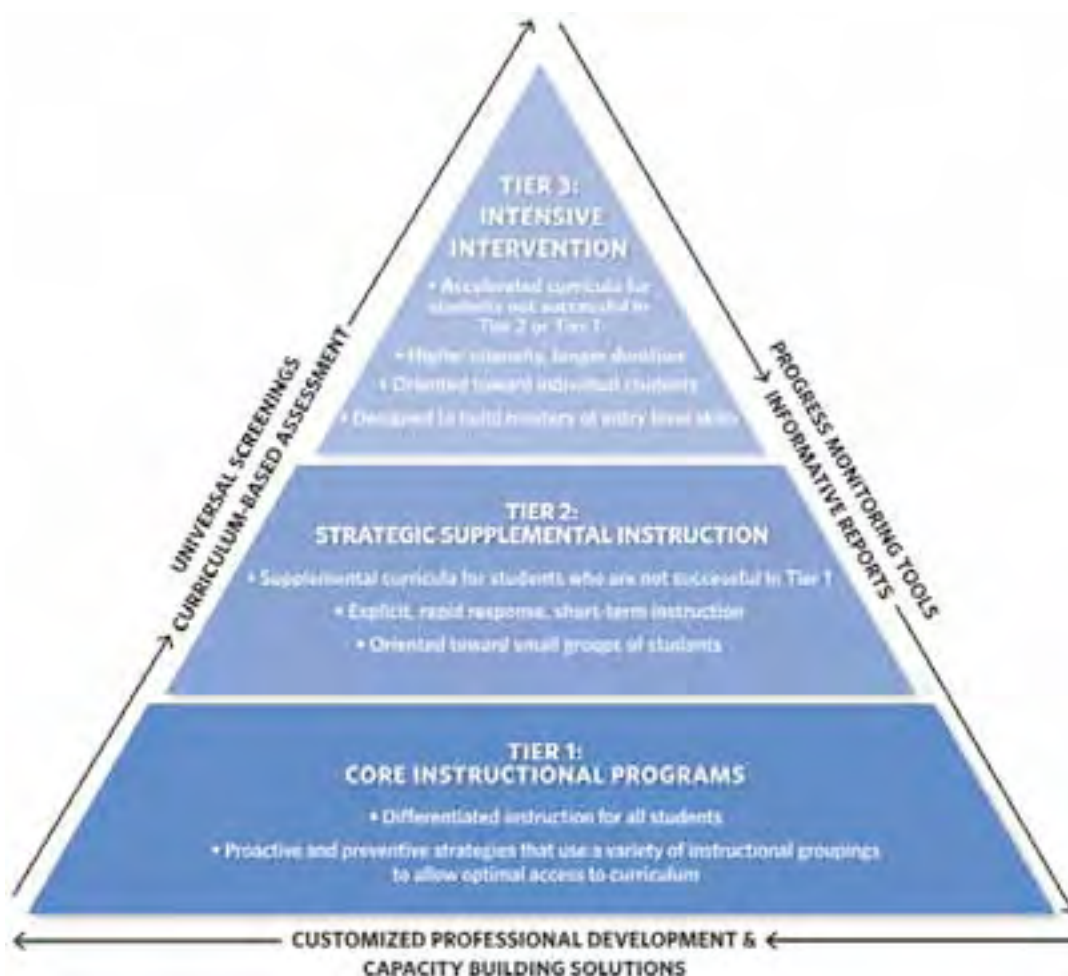 TIER 3:
INTENSIVE
INTERVENTION
• Accelerated curricula for
students not successful in
Tier 2 or Tier 1
• Higher intensity, longer duration
• Oriented toward individual students
• Designed to build mastery of entry level skills
UNIVERSAL SCREENINGS
CURRICULUM-BASED ASSESSMENT
PROGRESS MONITORING TOOLS
INFORMATIVE REPORTS
TIER 2:
STRATEGIC SUPPLEMENTAL INSTRUCTION
• Supplemental curricula for students who are not successful in Tier 1
• Explicit, rapid response, short-term instruction
• Oriented toward small groups of students
TIER 1:
CORE INSTRUCTIONAL PROGRAMS
• Differentiated instruction for all students
• Proactive and preventive strategies that use a variety of instructional groupings
to allow optimal access to curriculum
CUSTOMIZED PROFESSIONAL DEVELOPMENT &
CAPACITY BUILDING SOLUTIONS